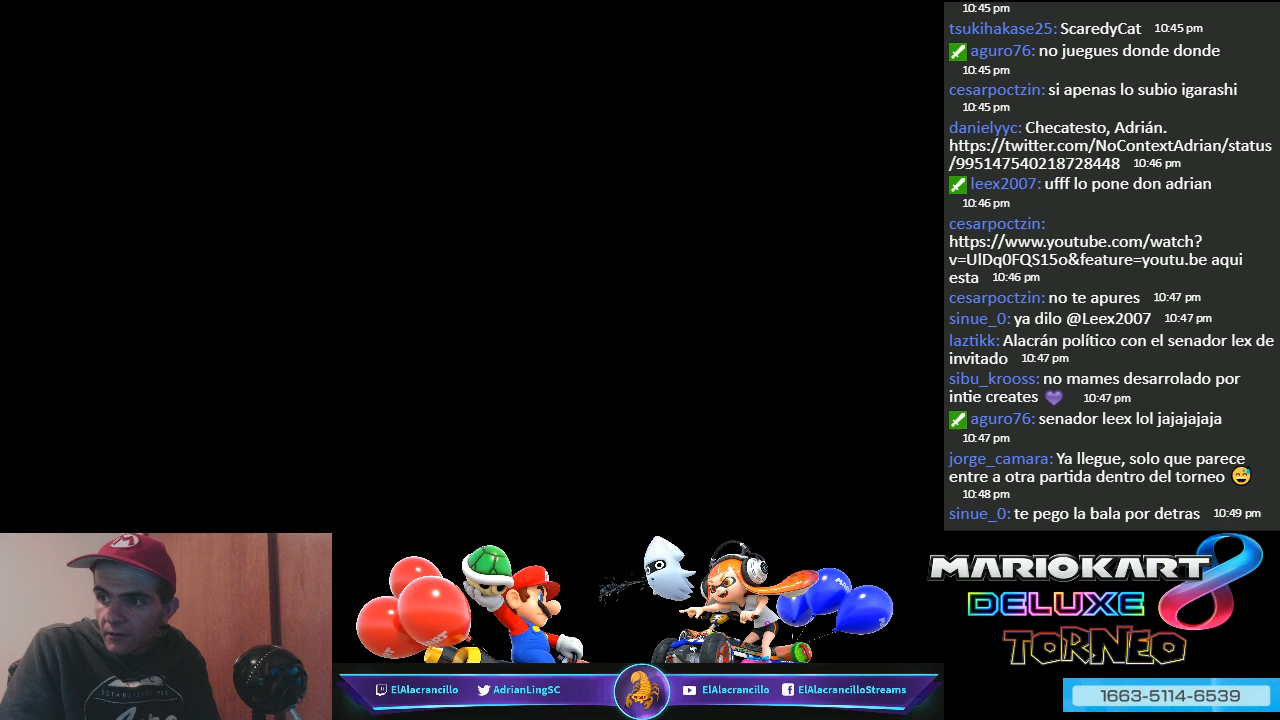 10:45 pm
tsukihakase25: ScaredyCat 10:45 pm
aguro76: no juegues donde donde
10:45 pm
cesarpoctzin: si apenas lo subio igarashi
10:45 pm
danielyyc: Checatesto, Adrián.
https://twitter.com/NoContextAdrian/status
/995147540218728448 10:46 pm
leex2007: ufff lo pone don adrian
10:46 pm
cesarpoctzin:
https://www.youtube.com/watch?
v=UlDq0FQS15o&feature=youtu.be aqui
esta 10:46 pm
cesarpoctzin: no te apures 10:47 pm
sinue_0: ya dilo @Leex2007 10:47 pm
laztikk: Alacrán político con el senador lex de
invitado 10:47 pm
sibu_krooss: no mames desarrolado por
intie creates 10:47 pm
aguro76: senador leex lol jajajajaja
10:47 pm
jorge_camara: Ya llegue, solo que parece
entre a otra partida dentro del torneo
10:48 pm
sinue_0: te pego la bala por detras 10:49 pm
MARIOKART 8
DELUXE
TORNEO
1663-5114-6539
ElAlacrancillo
AdrianLingSC
ElAlacrancillo
ElAlacrancilloStreams